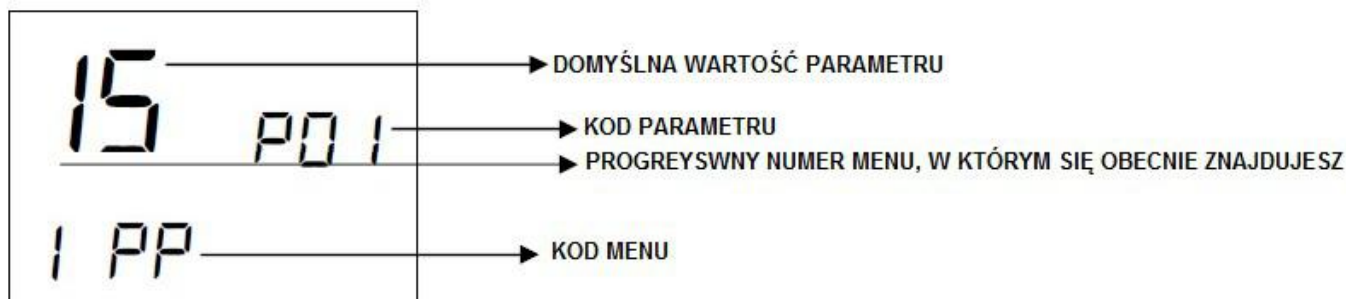 15 DOMYŚLNA WARTOŚĆ PARAMETRU
P01 KOD PARAMETRU
PROGREYSWNY NUMER MENU, W KTÓRYM SIĘ OBECNIE ZNAJDUJESZ
1 PP KOD MENU